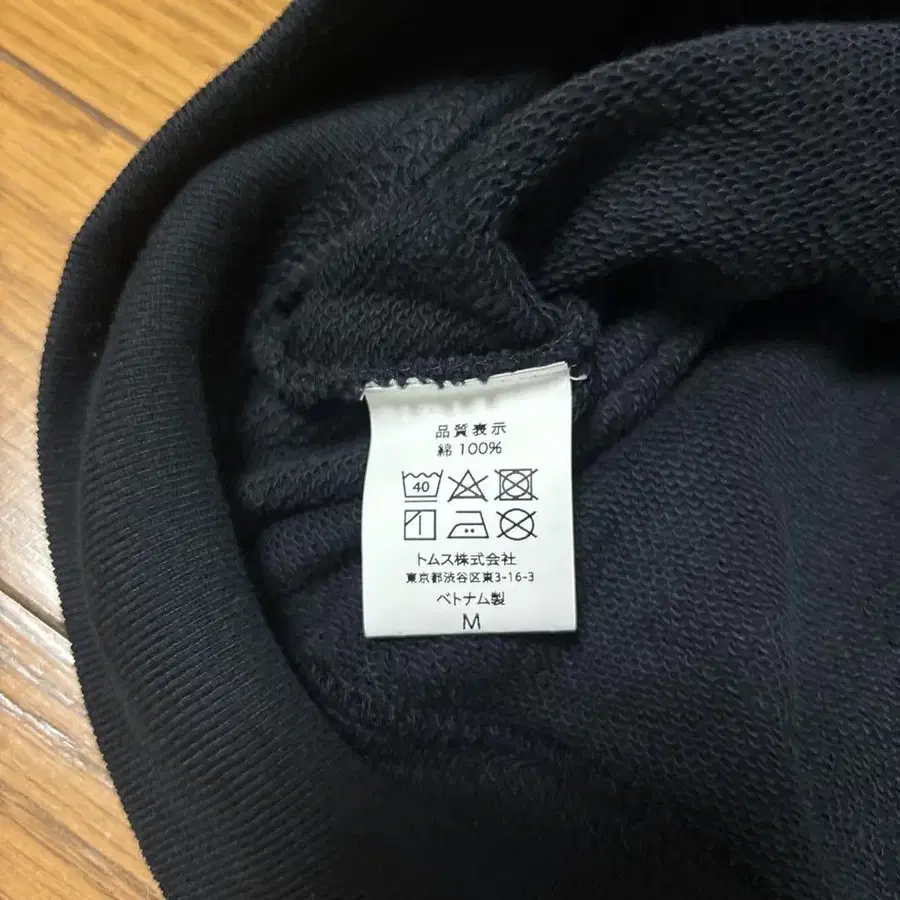 品質表示
綿 100%
40
トムス株式会社
東京都渋谷区東3-16-3
ベトナム製
M